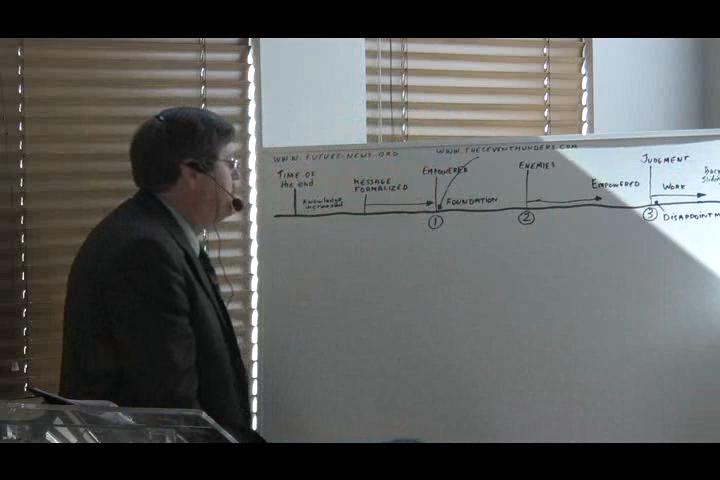 WWW.FUTURE-NEWS.ORG
WWW.THESEVENTHUNDERS.COM
TIME OF
the end
Knowledge
increased
MESSAGE
FORMALIZED
EMPOWERED
FOUNDATION
ENEMIES
EMPOWERED
JUDGMENT
WORK
DISAPPOINTM
1
2
3